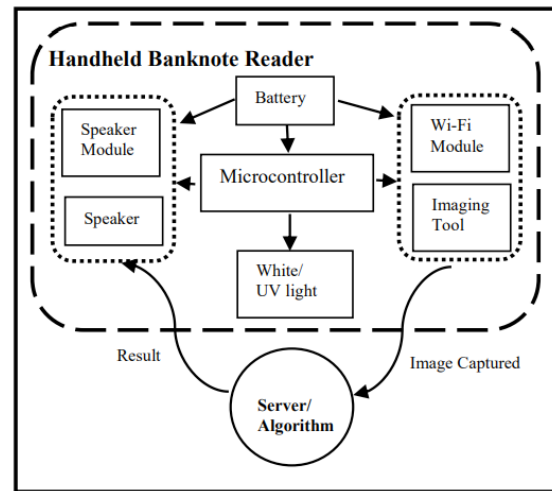 Handheld Banknote Reader
Battery
Speaker
Module
Wi-Fi
Module
Microcontroller
Speaker
Imaging
Tool
White/
UV light
Result
Image Captured
Server/
Algorithm